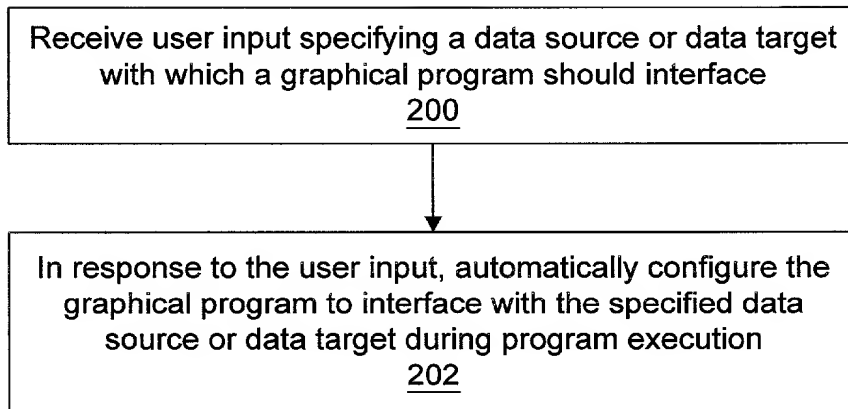 Receive user input specifying a data source or data target
with which a graphical program should interface
200
In response to the user input, automatically configure the
graphical program to interface with the specified data
source or data target during program execution
202